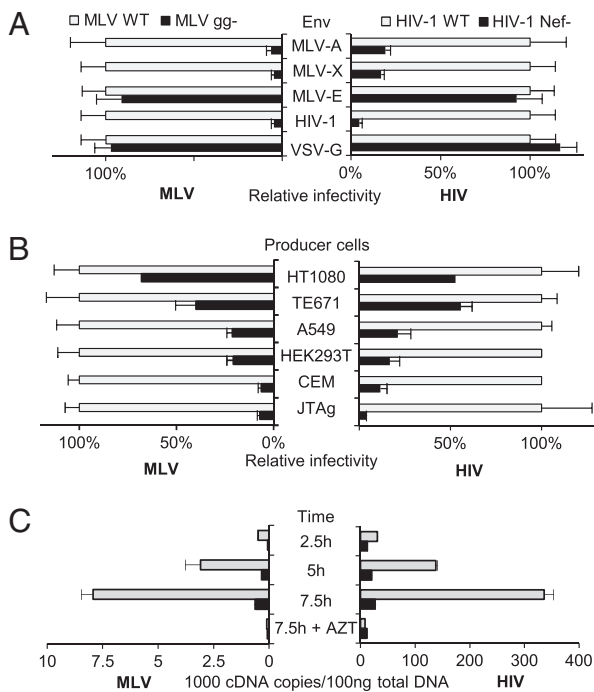 A
MLV WT MLV gg- Env HIV-1 WT HIV-1 Nef-
MLV-A
MLV-X
MLV-E
HIV-1
VSV-G
100% 0% 50% 100%
MLV Relative infectivity HIV
B
Producer cells
HT1080
TE671
A549
HEK293T
CEM
JTAg
100% 50% 0% 50% 100%
MLV Relative infectivity HIV
C
Time
2.5h
5h
7.5h
7.5h + AZT
10 7.5 5 2.5 0 0 100 200 300 400
MLV 1000 cDNA copies/100ng total DNA HIV